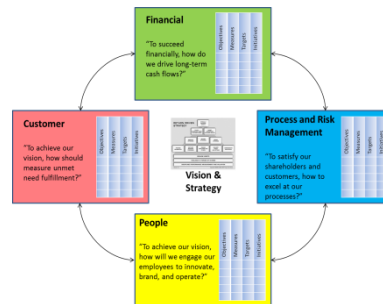 Financial
"To succeed
financially, how do
we drive long-term
cash flows?"
Objectives
Measures
Targets
Initiatives
Customer
"To achieve our
vision, how should
measure unmet
need fulfillment?"
Objectives
Measures
Targets
Initiatives
Vision &
Strategy
Process and Risk
Management
"To satisfy our
shareholders and
customers, how to
excel at our
processes?"
Objectives
Measures
Targets
Initiatives
People
"To achieve our vision,
how will we engage our
employees to innovate,
brand, and operate?"
Objectives
Measures
Targets
Initiatives